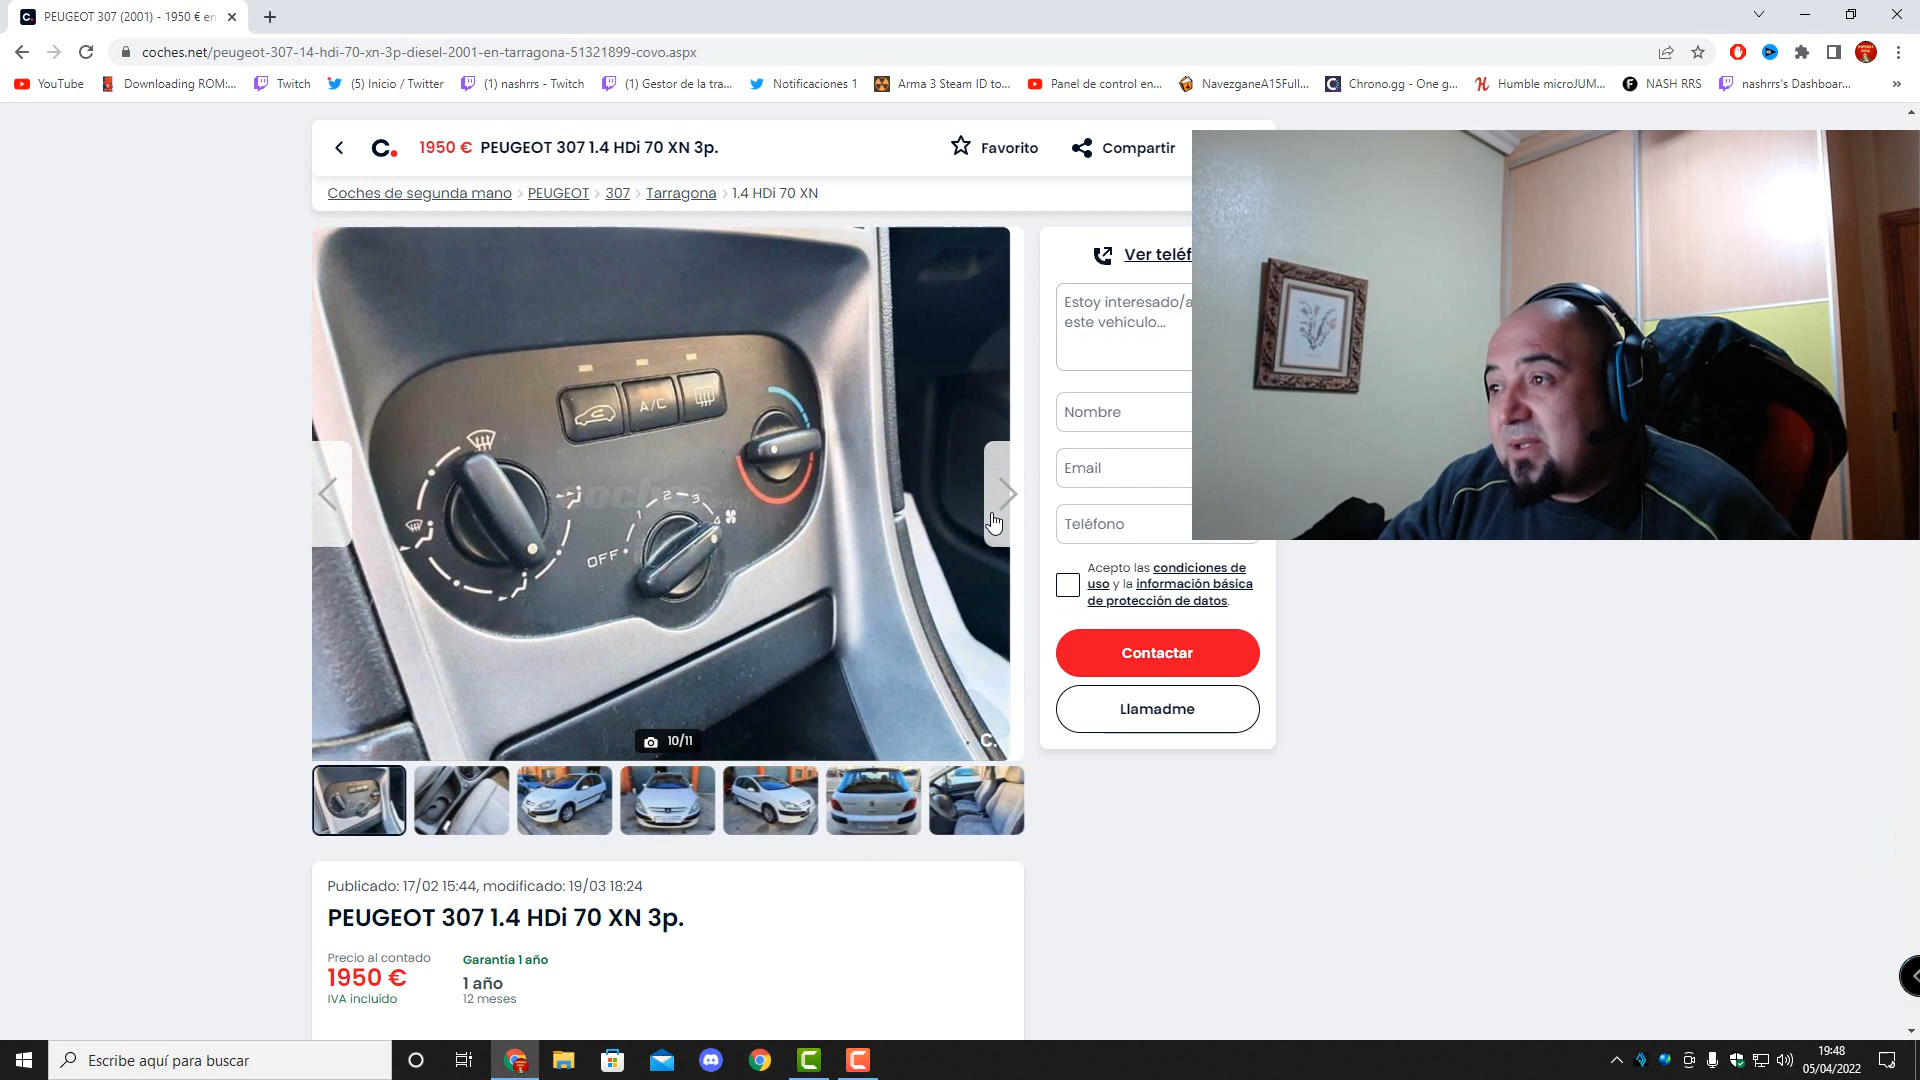 PEUGEOT 307 (2001) - 1950 € en
coches.net/peugeot-307-14-hdi-70-xn-3p-diesel-2001-en-tarragona-51321899-covo.aspx
YouTube
Downloading ROM:...
Twitch
(5) Inicio / Twitter
(1) nashrrs - Twitch
(1) Gestor de la tra...
Notificaciones 1
Arma 3 Steam ID to...
Panel de control en...
NavezganeA15Full...
Chrono.gg - One g...
Humble microJUM...
NASH RRS
nashrrs's Dashboar...
C.
1950 € PEUGEOT 307 1.4 HDi 70 XN 3p.
Favorito
Compartir
Coches de segunda mano > PEUGEOT > 307 > Tarragona > 1.4 HDi 70 XN
A/C
OFF 1 2 3 4
coches.net
10/11
C.
Ver teléf
Estoy interesado/a
este vehículo...
Nombre
Email
Teléfono
Acepto las condiciones de
uso y la información básica
de protección de datos.
Contactar
Llamadme
Publicado: 17/02 15:44, modificado: 19/03 18:24
PEUGEOT 307 1.4 HDi 70 XN 3p.
Precio al contado
1950 €
IVA incluido
Garantía 1 año
1 año
12 meses
Escribe aquí para buscar
19:48
05/04/2022